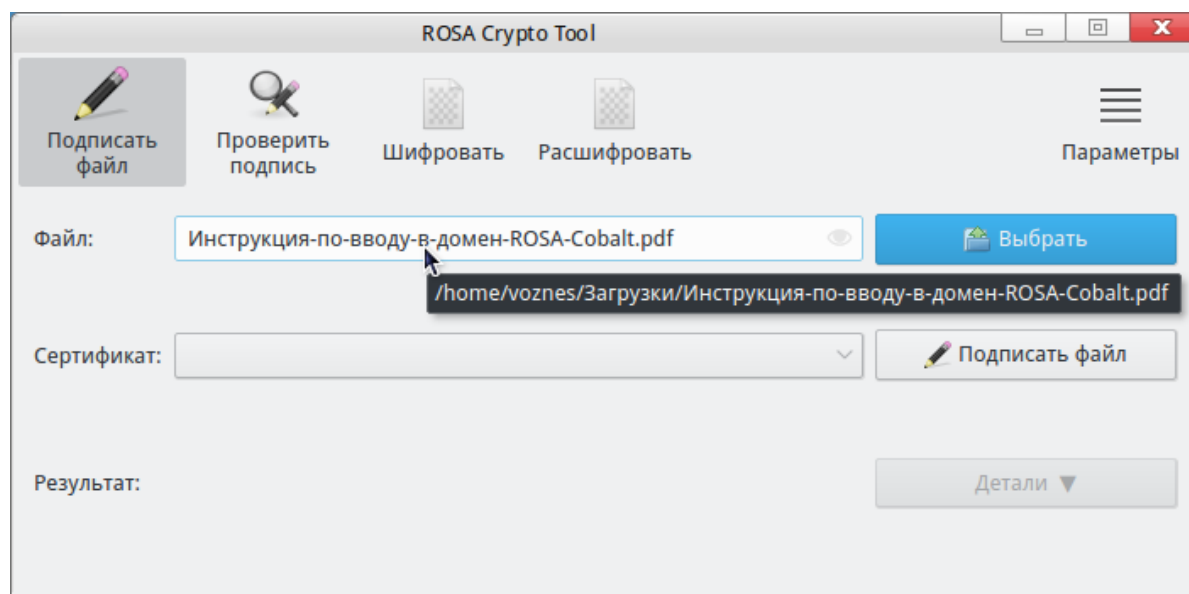 ROSA Crypto Tool
Подписать
файл
Проверить
подпись
Шифровать
Расшифровать
Параметры
Файл:
Инструкция-по-вводу-в-домен-ROSA-Cobalt.pdf
Выбрать
/home/voznes/Загрузки/Инструкция-по-вводу-в-домен-ROSA-Cobalt.pdf
Сертификат:
Подписать файл
Результат:
Детали ▼